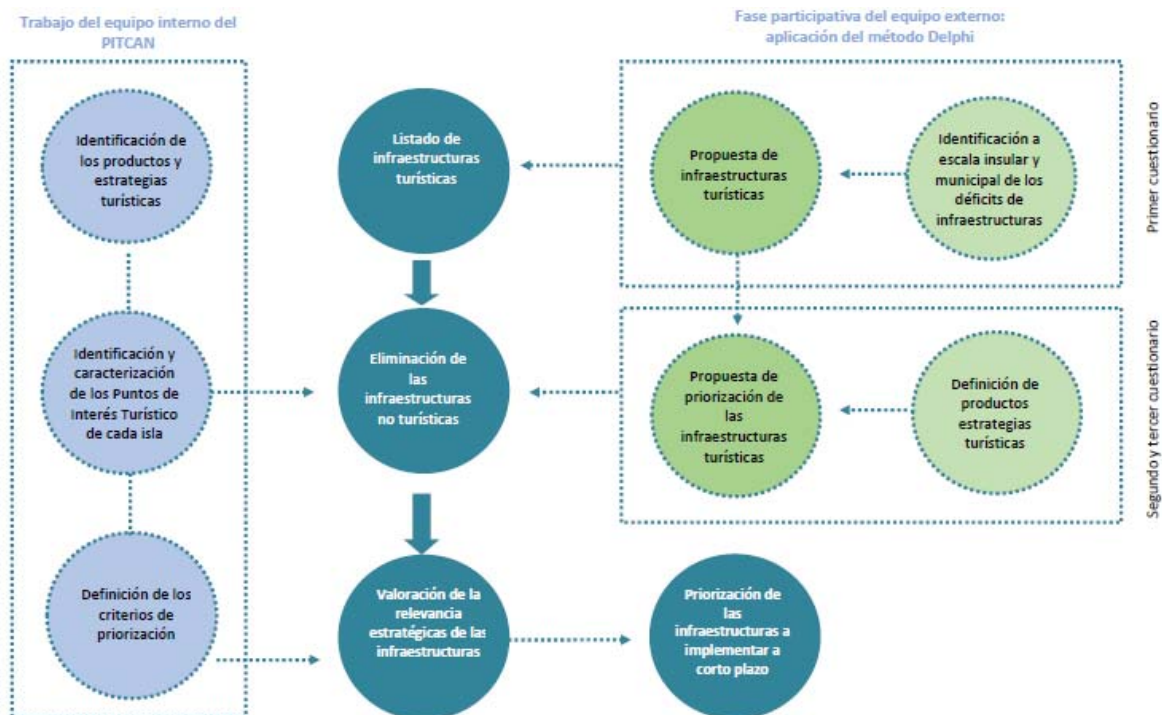 Trabajo del equipo interno del
PITCAN
Fase participativa del equipo externo:
aplicación del método Delphi
Identificación de
los productos y
estrategias
turísticas
Identificación y
caracterización
de los Puntos de
Interés Turístico
de cada isla
Definición de los
criterios de
priorización
Listado de
infraestructuras
turísticas
Eliminación de
las
infraestructuras
no turísticas
Valoración de la
relevancia
estratégicas de las
infraestructuras
Priorización de
las
infraestructuras a
implementar a
corto plazo
Propuesta de
infraestructuras
turísticas
Identificación a
escala insular y
municipal de los
déficits de
infraestructuras
Primer cuestionario
Propuesta de
priorización de
las
infraestructuras
turísticas
Definición de
productos
estrategias
turísticas
Segundo y tercer cuestionario